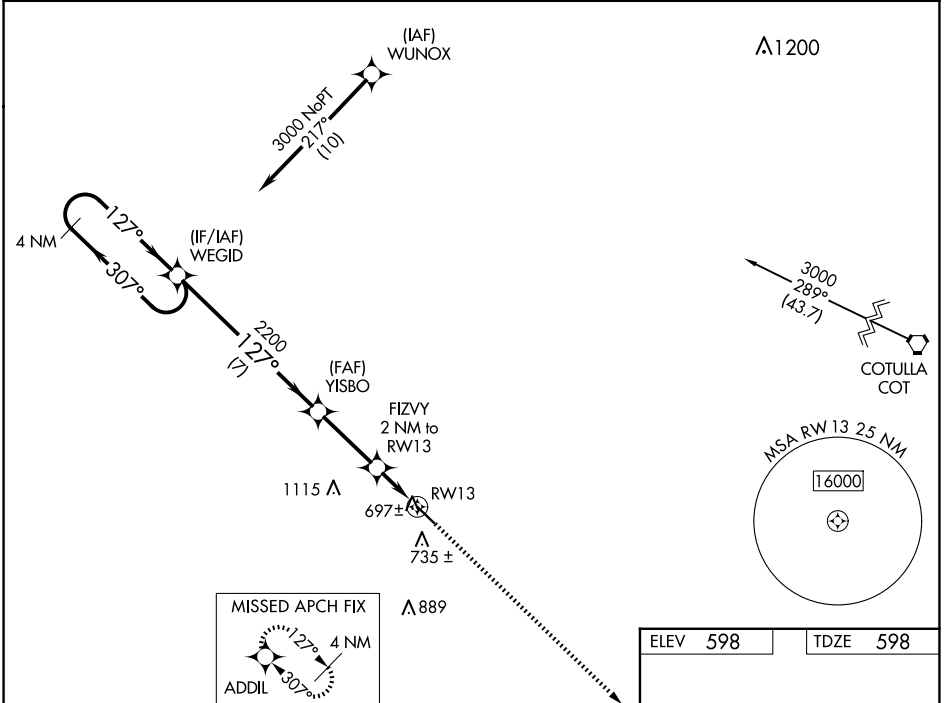 (IAF)
WUNOX
1200
3000 NoPT
217°
(10)
127°
4 NM
307°
(IF/IAF)
WEGID
2200
127°
(7)
(FAF)
YISBO
FIZVY
2 NM to
RW13
1115
697±
RW13
735 ±
889
3000
289°
(43.7)
COTULLA
COT
MSA RW 13 25 NM
16000
MISSED APCH FIX
127°
4 NM
307°
ADDIL
ELEV 598
TDZE 598